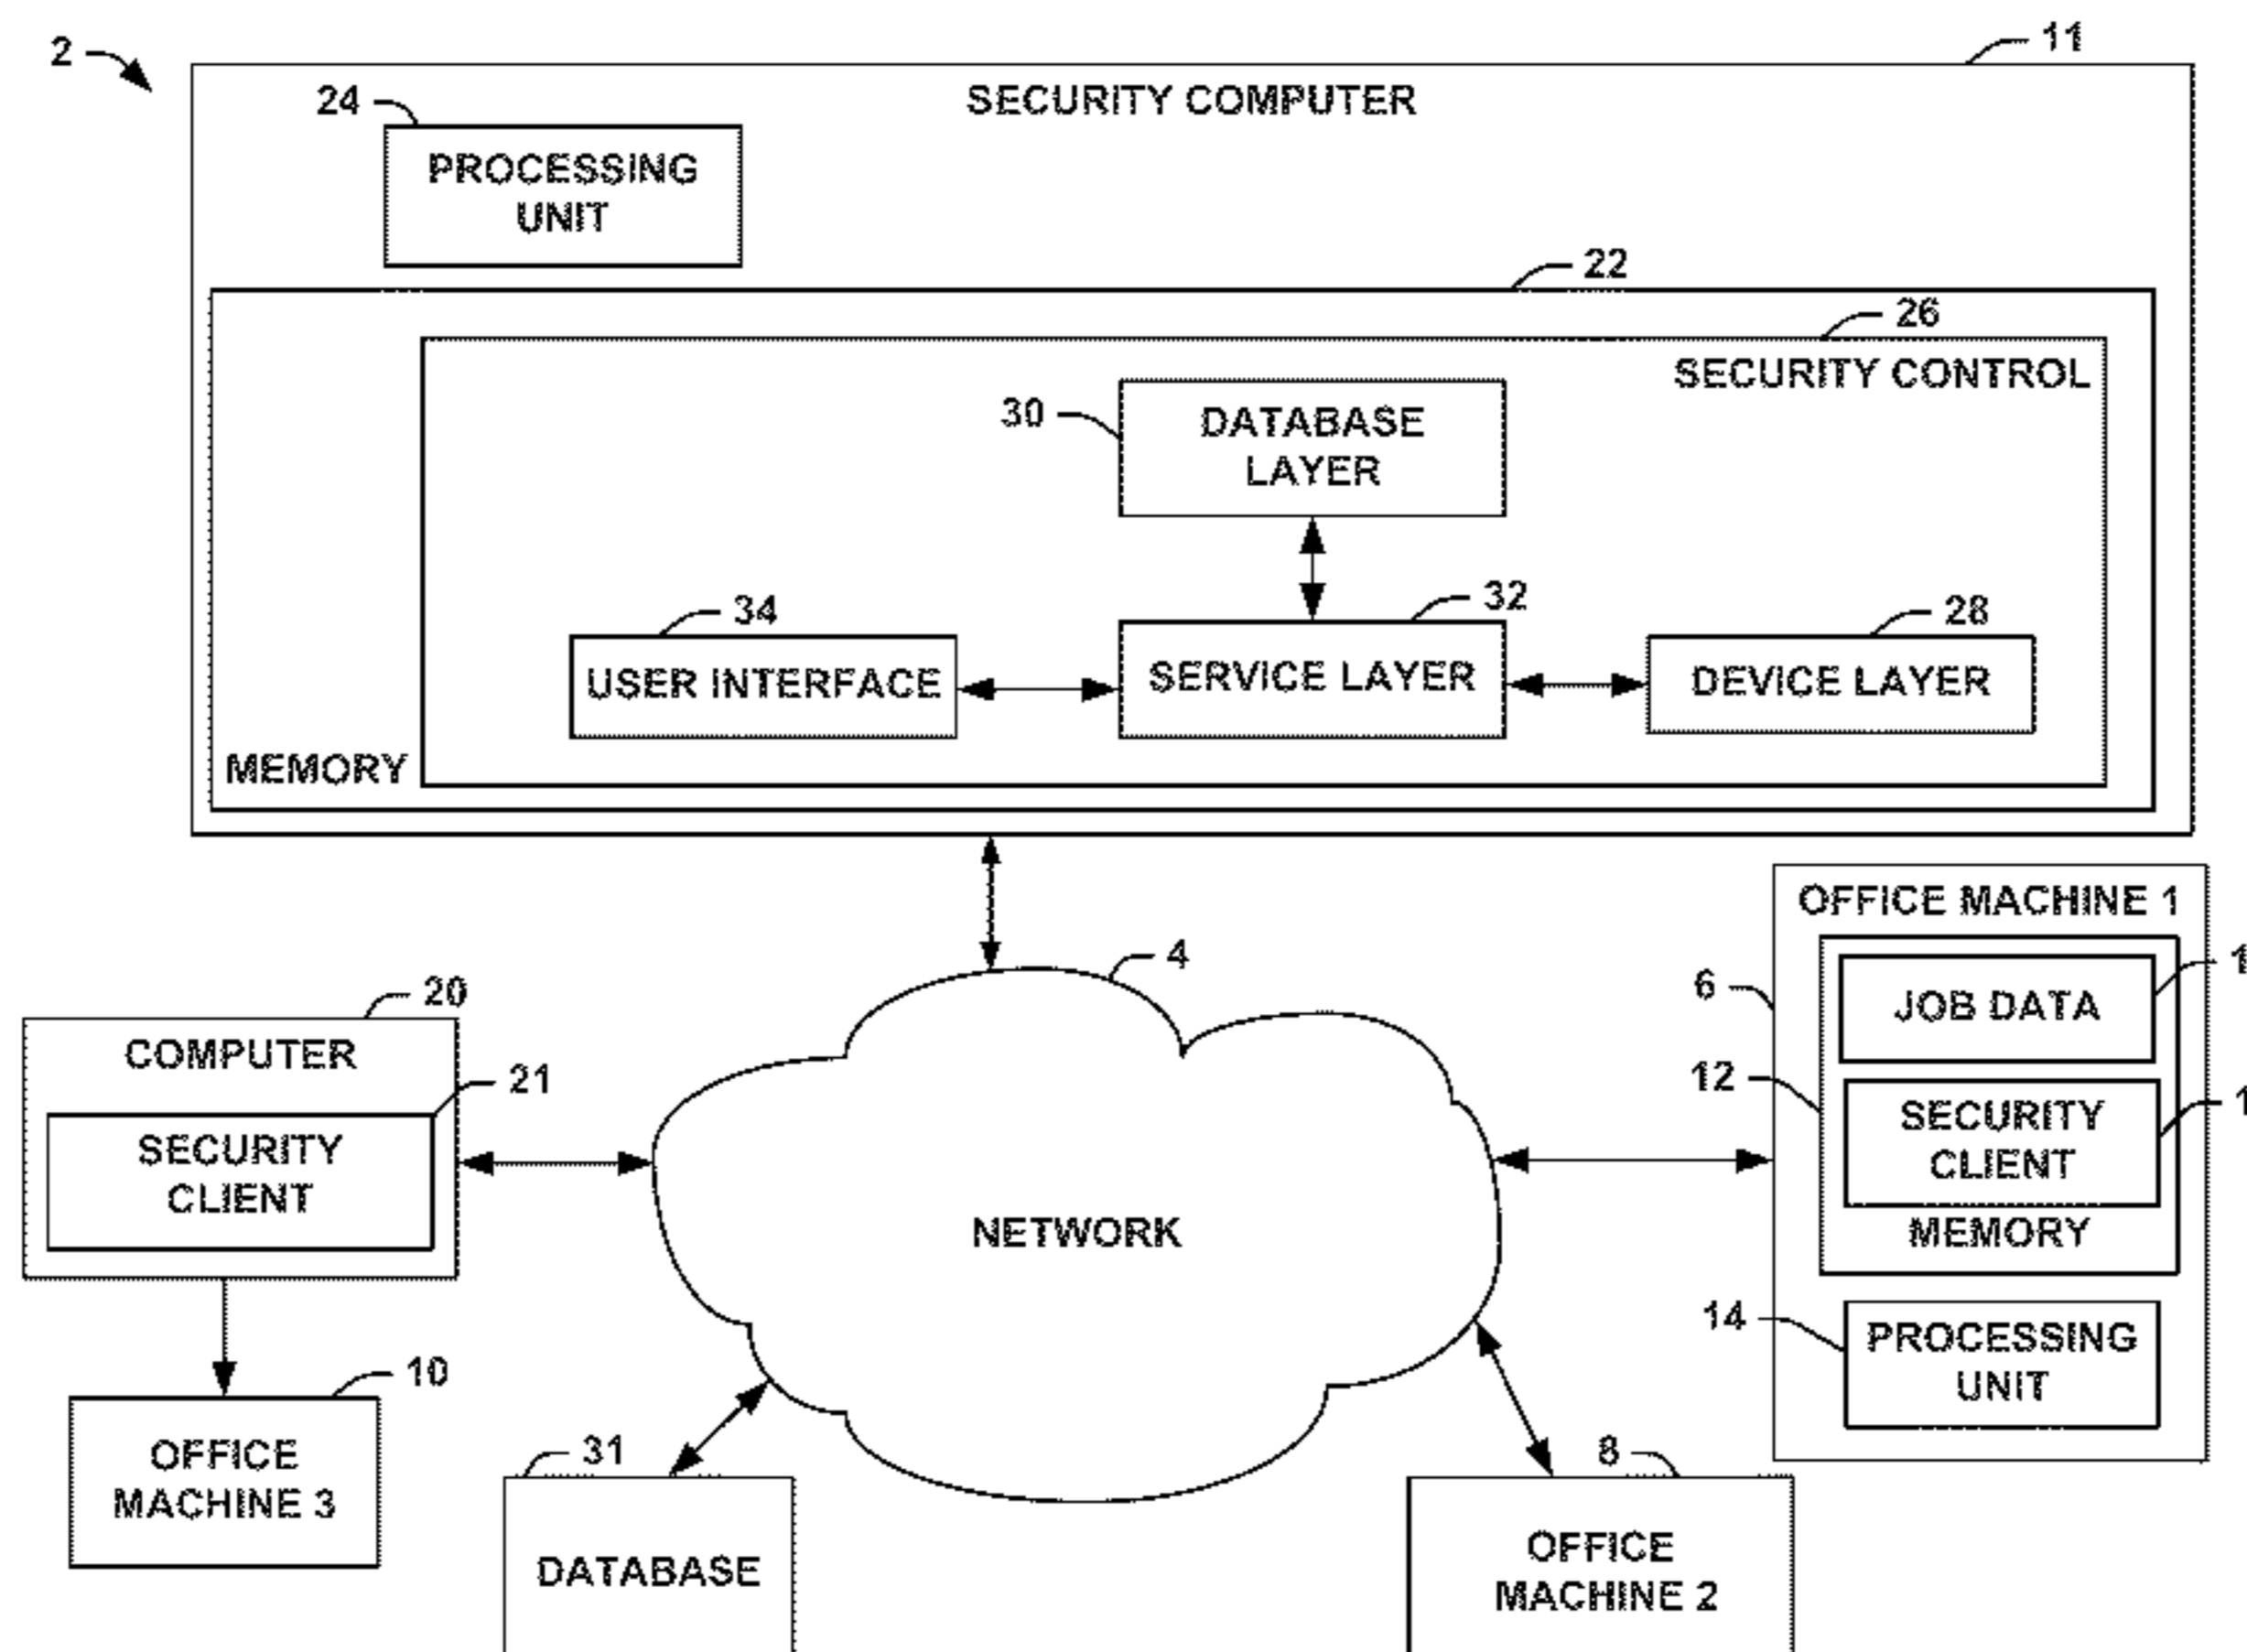 2
11
SECURITY COMPUTER
24
PROCESSING
UNIT
22
26
SECURITY CONTROL
30
DATABASE
LAYER
34
32
28
USER INTERFACE
SERVICE LAYER
DEVICE LAYER
MEMORY
4
OFFICE MACHINE 1
6
JOB DATA
1
12
SECURITY
CLIENT
1
MEMORY
14
PROCESSING
UNIT
20
COMPUTER
21
SECURITY
CLIENT
NETWORK
10
OFFICE
MACHINE 3
31
DATABASE
8
OFFICE
MACHINE 2